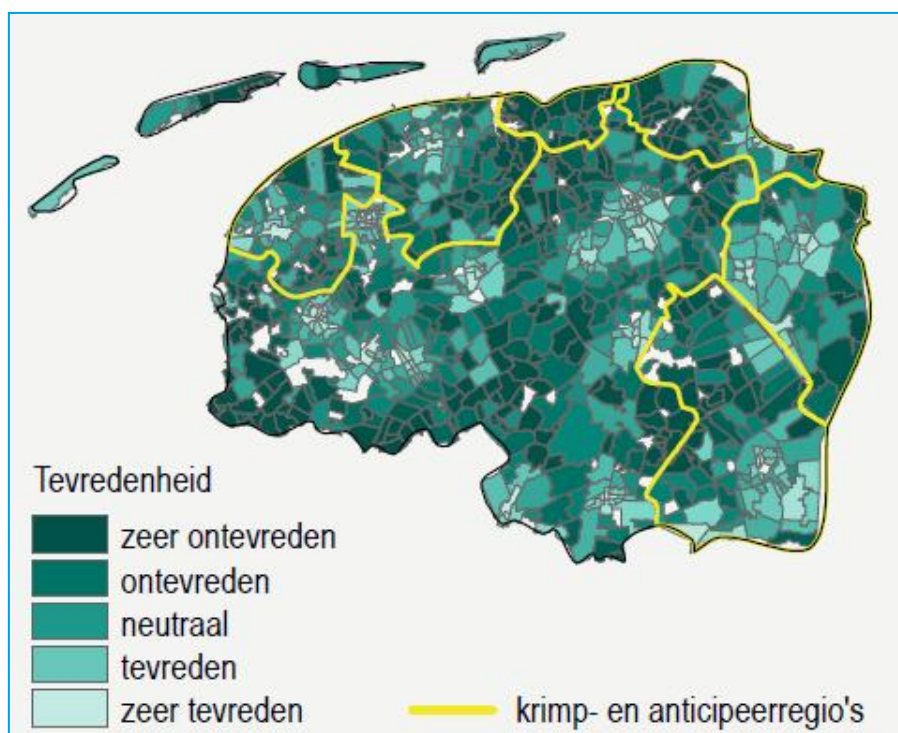 Tevredenheid
zeer ontevreden
ontevreden
neutraal
tevreden
zeer tevreden
krimp- en anticipeerregio's